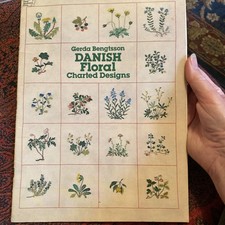 Gerda Bengtsson
DANISH
Floral
Charted Designs